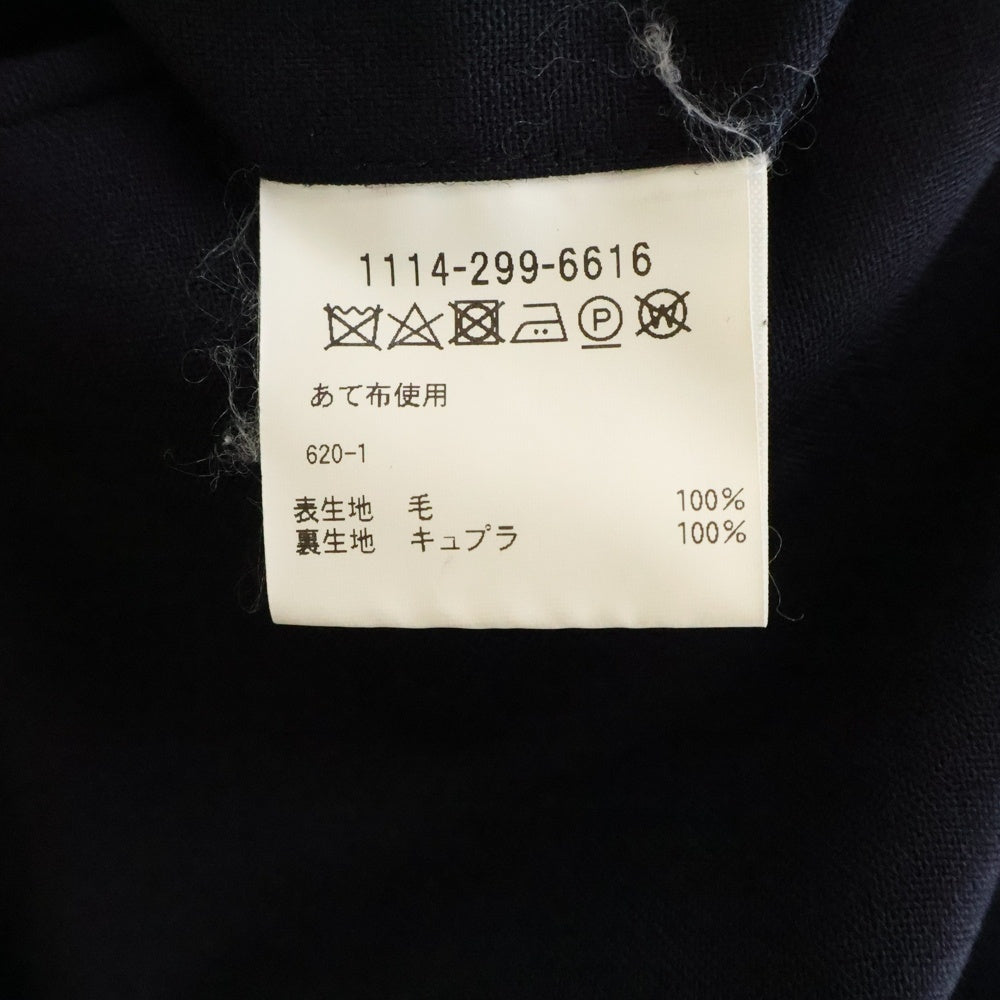 1114-299-6616
P W
あて布使用
620-1
表生地 毛 100%
裏生地 キュプラ 100%